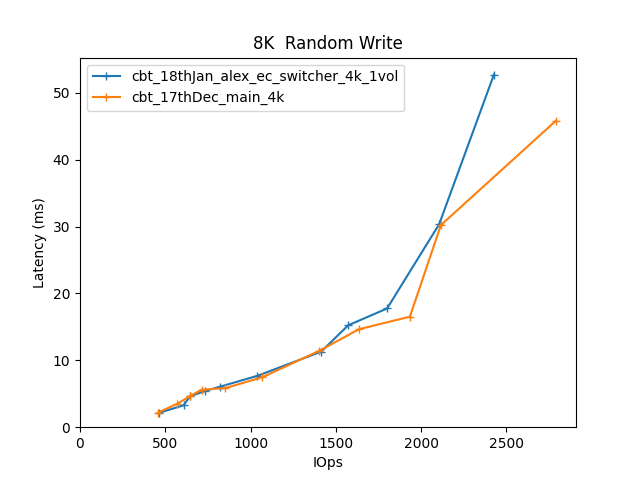 8K  Random Write
cbt_18thJan_alex_ec_switcher_4k_1vol
cbt_17thDec_main_4k
Latency (ms)
50
40
30
20
10
0
0 500 1000 1500 2000 2500
IOps